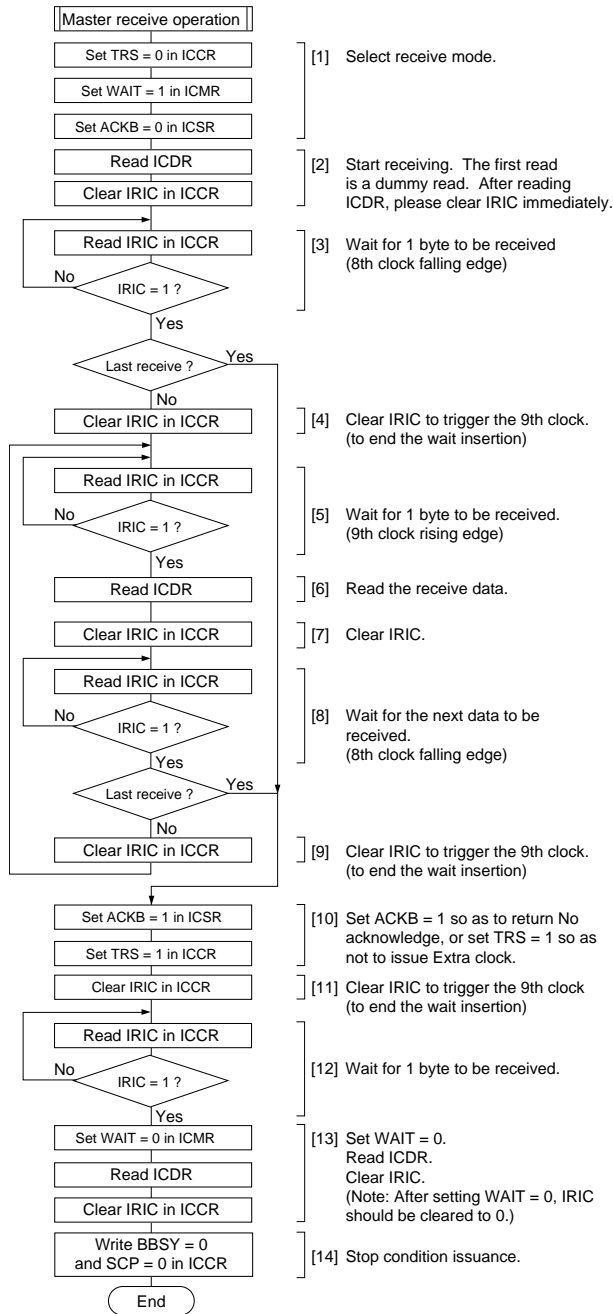 Master receive operation
Set TRS = 0 in ICCR
[1] Select receive mode.
Set WAIT = 1 in ICMR
Set ACKB = 0 in ICSR
Read ICDR
[2] Start receiving. The first read
is a dummy read. After reading
ICDR, please clear IRIC immediately.
Clear IRIC in ICCR
Read IRIC in ICCR
[3] Wait for 1 byte to be received
(8th clock falling edge)
No
IRIC = 1 ?
Yes
Last receive ?
Yes
No
Clear IRIC in ICCR
[4] Clear IRIC to trigger the 9th clock.
(to end the wait insertion)
Read IRIC in ICCR
[5] Wait for 1 byte to be received.
(9th clock rising edge)
No
IRIC = 1 ?
Yes
Read ICDR
[6] Read the receive data.
Clear IRIC in ICCR
[7] Clear IRIC.
Read IRIC in ICCR
[8] Wait for the next data to be
received.
(8th clock falling edge)
No
IRIC = 1 ?
Yes
Last receive ?
Yes
No
Clear IRIC in ICCR
[9] Clear IRIC to trigger the 9th clock.
(to end the wait insertion)
Set ACKB = 1 in ICSR
[10] Set ACKB = 1 so as to return No
acknowledge, or set TRS = 1 so as
not to issue Extra clock.
Set TRS = 1 in ICCR
Clear IRIC in ICCR
[11] Clear IRIC to trigger the 9th clock
(to end the wait insertion)
Read IRIC in ICCR
[12] Wait for 1 byte to be received.
No
IRIC = 1 ?
Yes
Set WAIT = 0 in ICMR
[13] Set WAIT = 0.
Read ICDR.
Clear IRIC.
(Note: After setting WAIT = 0, IRIC
should be cleared to 0.)
Read ICDR
Clear IRIC in ICCR
Write BBSY = 0
and SCP = 0 in ICCR
[14] Stop condition issuance.
End